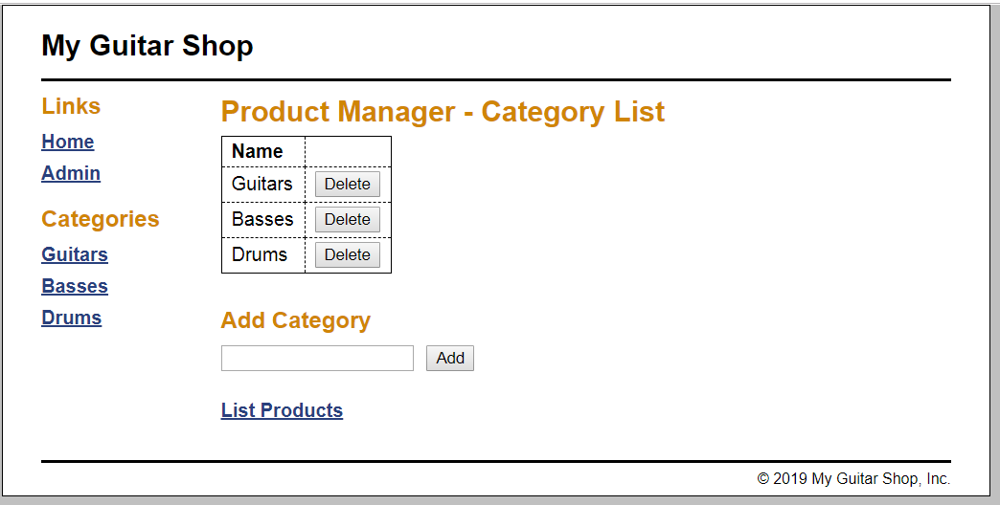 My Guitar Shop
Links
Home
Admin
Categories
Guitars
Basses
Drums
Product Manager - Category List
Name
Guitars Delete
Basses Delete
Drums Delete
Add Category
Add
List Products
© 2019 My Guitar Shop, Inc.